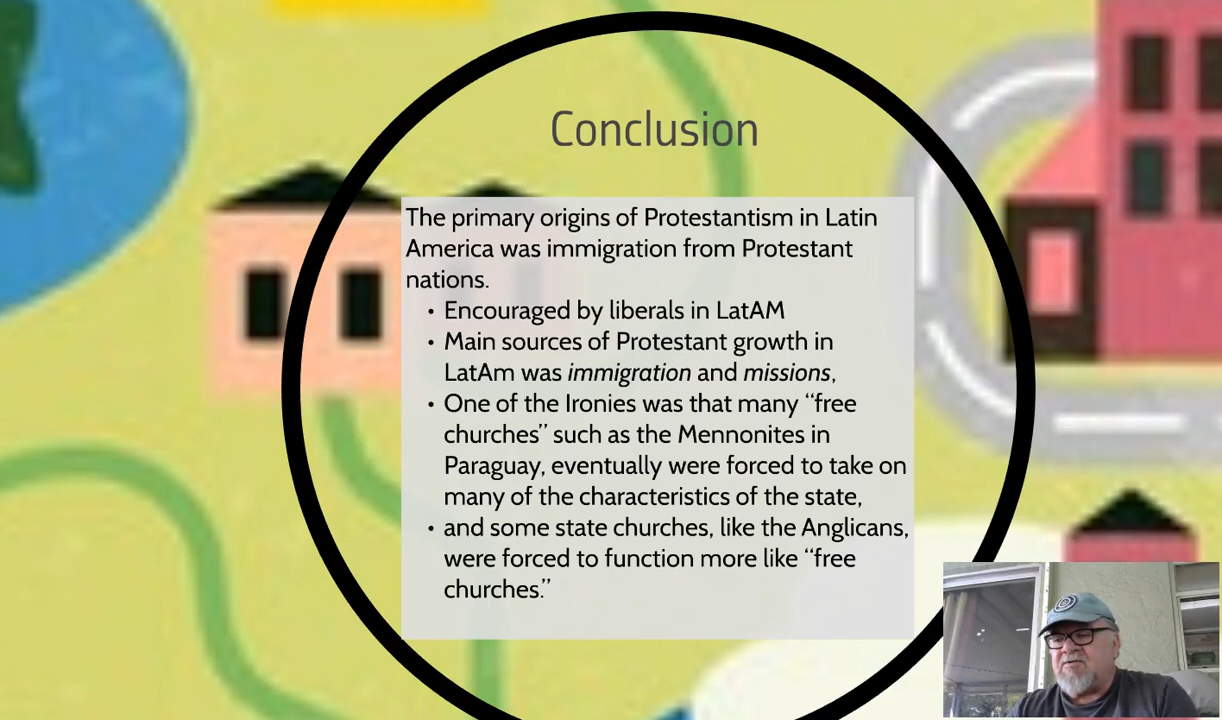 Conclusion
The primary origins of Protestantism in Latin
America was immigration from Protestant
nations.
• Encouraged by liberals in LatAM
• Main sources of Protestant growth in
LatAm was immigration and missions,
• One of the Ironies was that many “free
churches” such as the Mennonites in
Paraguay, eventually were forced to take on
many of the characteristics of the state,
• and some state churches, like the Anglicans,
were forced to function more like “free
churches.”